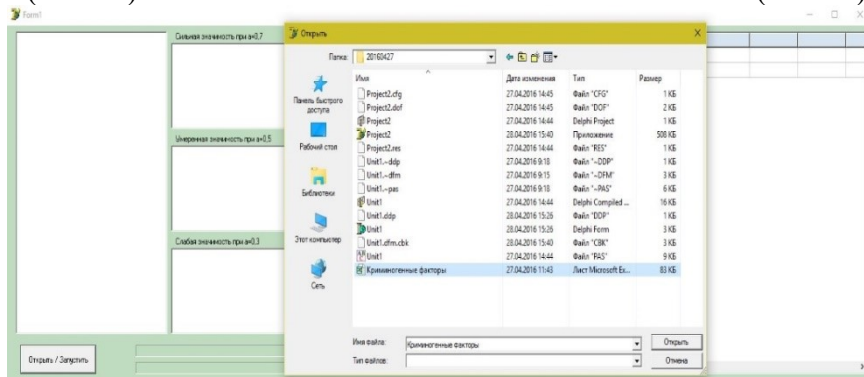 Form1
Сильная значимость при a=0,7
Умеренная значимость при a=0,5
Слабая значимость при a=0,3
Открыть / Запустить
Открыть
Папка: 20160427
Панель быстрого доступа
Рабочий стол
Библиотеки
Этот компьютер
Сеть
Имя Дата изменения Тип Размер
Project2.cfg 27.04.2016 14:45 Файл "CFG" 1 КБ
Project2.dof 27.04.2016 14:45 Файл "DOF" 2 КБ
Project2 27.04.2016 14:44 Delphi Project 1 КБ
Project2 28.04.2016 15:40 Приложение 508 КБ
Project2.res 27.04.2016 14:44 Файл "RES" 1 КБ
Unit1.~ddp 27.04.2016 9:18 Файл "~DDP" 1 КБ
Unit1.~dfm 27.04.2016 9:15 Файл "~DFM" 3 КБ
Unit1.~pas 27.04.2016 9:18 Файл "~PAS" 6 КБ
Unit1 27.04.2016 14:44 Delphi Compiled ... 16 КБ
Unit1.ddp 28.04.2016 15:26 Файл "DDP" 1 КБ
Unit1 28.04.2016 15:26 Delphi Form 3 КБ
Unit1.dfm.cbk 28.04.2016 15:40 Файл "CBK" 3 КБ
Unit1 27.04.2016 14:44 Файл "PAS" 9 КБ
Криминогенные факторы 27.04.2016 11:43 Лист Microsoft Ex... 83 КБ
Имя файла: Криминогенные факторы Открыть
Тип файлов: Отмена